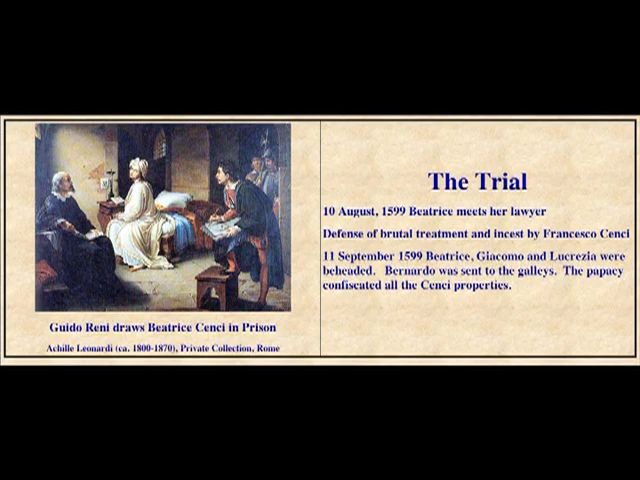 Guido Reni draws Beatrice Cenci in Prison
Achille Leonardi (ca. 1800-1870), Private Collection, Rome
The Trial
10 August, 1599 Beatrice meets her lawyer
Defense of brutal treatment and incest by Francesco Cenci
11 September 1599 Beatrice, Giacomo and Lucrezia were
beheaded. Bernardo was sent to the galleys. The papacy
confiscated all the Cenci properties.